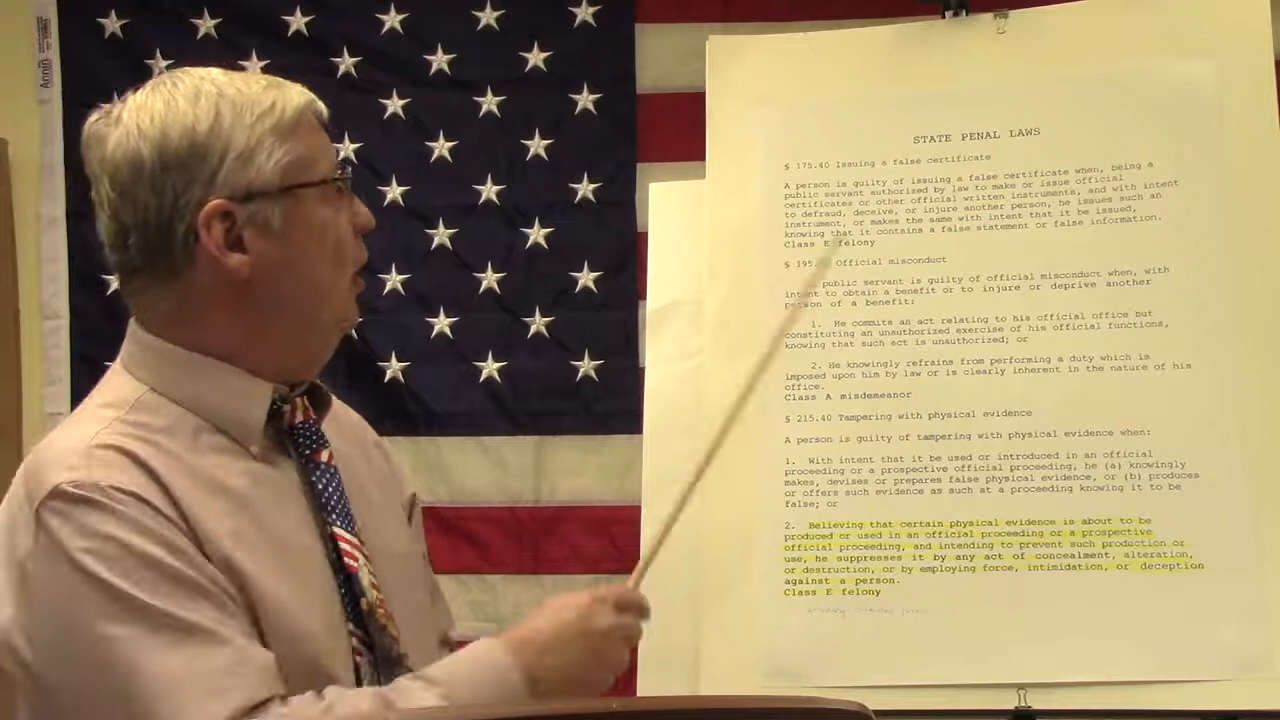 Annin
STATE PENAL LAWS
§ 175.40 Issuing a false certificate
A person is guilty of issuing a false certificate when, being a
public servant authorized by law to make or issue official
certificates or other official written instruments, and with intent
to defraud, deceive, or injure another person, he issues such an
instrument, or makes the same with intent that it be issued,
knowing that it contains a false statement or false information.
Class E felony
§ 195. Official misconduct
public servant is guilty of official misconduct when, with
intent to obtain a benefit or to injure or deprive another
person of a benefit:
1. He commits an act relating to his official office but
constituting an unauthorized exercise of his official functions,
knowing that such act is unauthorized; or
2. He knowingly refrains from performing a duty which is
imposed upon him by law or is clearly inherent in the nature of his
office.
Class A misdemeanor
§ 215.40 Tampering with physical evidence
A person is guilty of tampering with physical evidence when:
1. With intent that it be used or introduced in an official
proceeding or a prospective official proceeding, he (a) knowingly
makes, devises or prepares false physical evidence, or (b) produces
or offers such evidence as such at a proceeding knowing it to be
false; or
2. Believing that certain physical evidence is about to be
produced or used in an official proceeding or a prospective
official proceeding, and intending to prevent such production or
use, he suppresses it by any act of concealment, alteration,
or destruction, or by employing force, intimidation, or deception
against a person.
Class E felony